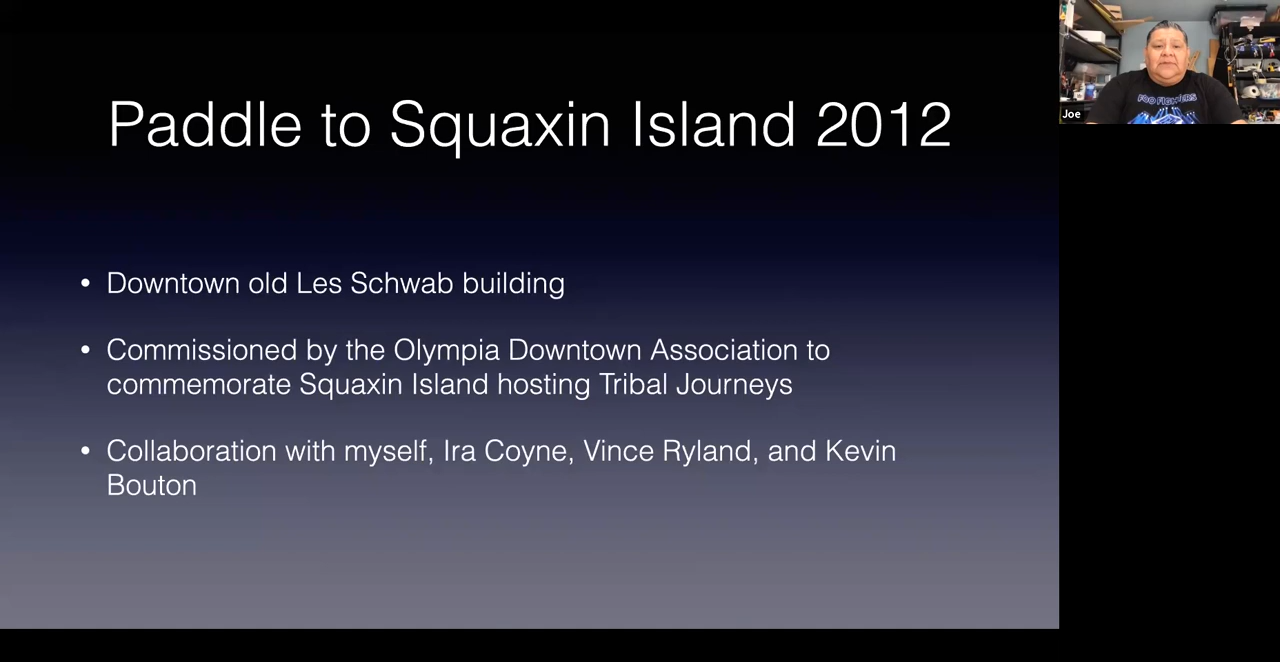 Paddle to Squaxin Island 2012
• Downtown old Les Schwab building
• Commissioned by the Olympia Downtown Association to
commemorate Squaxin Island hosting Tribal Journeys
• Collaboration with myself, Ira Coyne, Vince Ryland, and Kevin
Bouton
FOO FIGHTERS
Joe